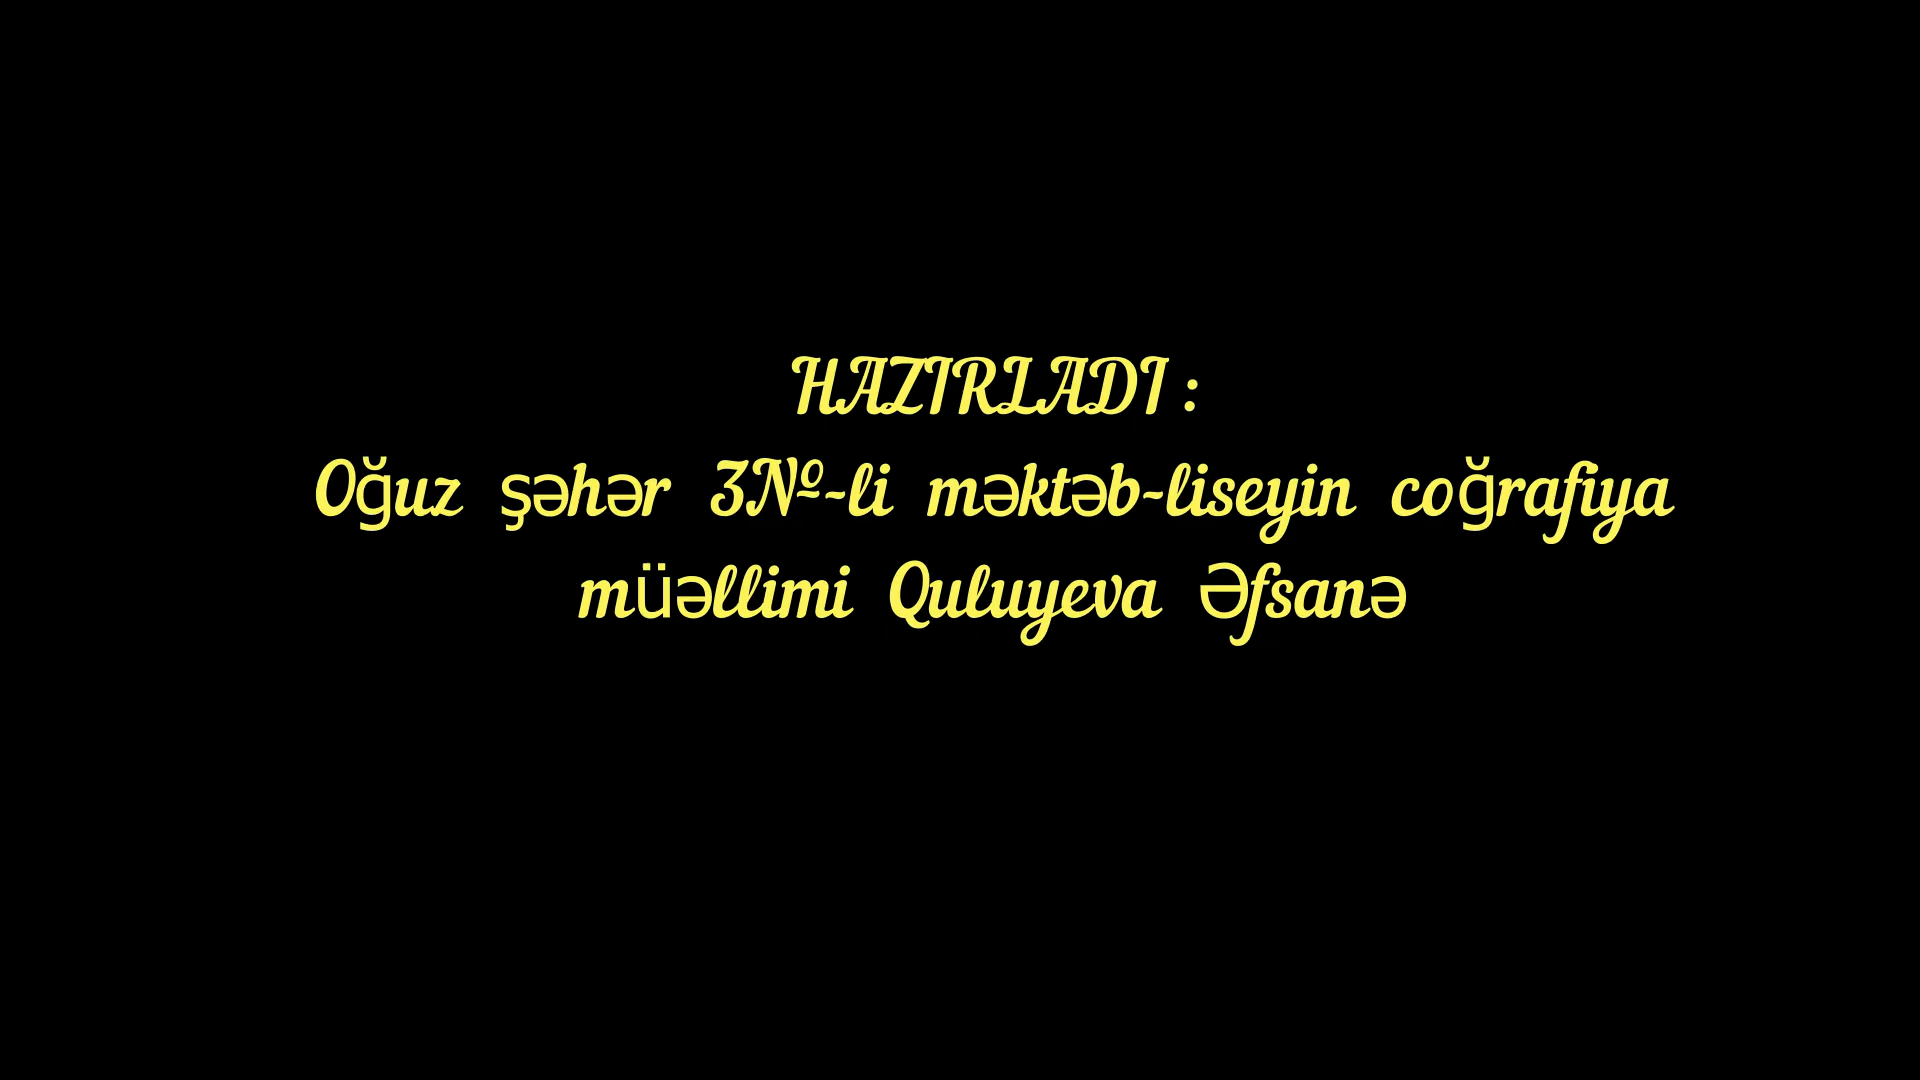 HAZIRLADI :
Oğuz şəhər 3№-li məktəb-liseyin coğrafiya
müəllimi Quluyeva Əfsanə